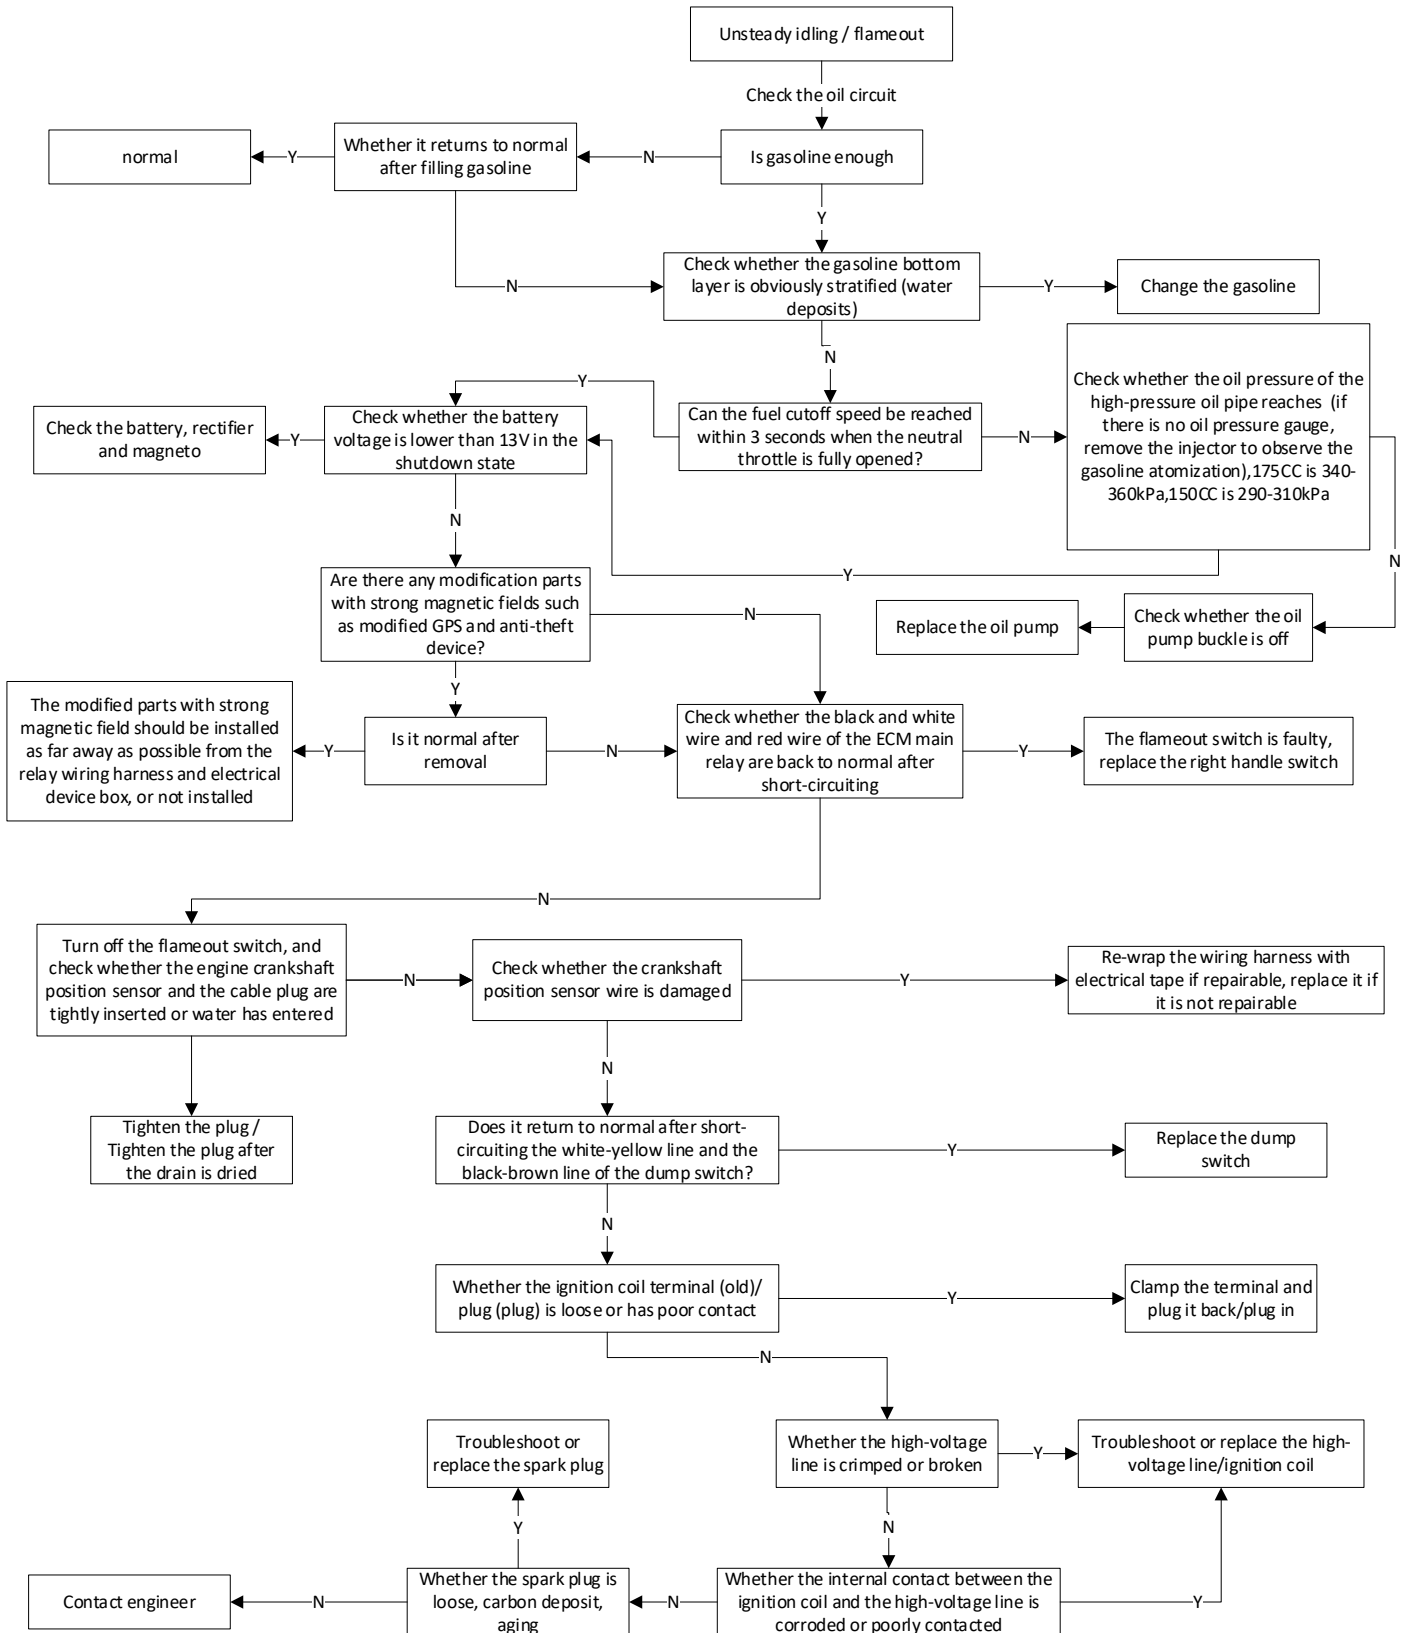 Unsteady idling / flameout
Check the oil circuit
normal
Y
Whether it returns to normal
after filling gasoline
N
Is gasoline enough
Y
Check whether the gasoline bottom
layer is obviously stratified (water
deposits)
N
Y
Change the gasoline
N
Check whether the oil pressure of the
high-pressure oil pipe reaches (if
there is no oil pressure gauge,
remove the injector to observe the
gasoline atomization),175CC is 340-
360kPa,150CC is 290-310kPa
Y
Check the battery, rectifier
and magneto
Y
Check whether the battery
voltage is lower than 13V in the
shutdown state
Can the fuel cutoff speed be reached
within 3 seconds when the neutral
throttle is fully opened?
N
N
N
Y
Are there any modification parts
with strong magnetic fields such
as modified GPS and anti-theft
device?
N
Replace the oil pump
Check whether the oil
pump buckle is off
Y
The modified parts with strong
magnetic field should be installed
as far away as possible from the
relay wiring harness and electrical
device box, or not installed
Y
Is it normal after
removal
N
Check whether the black and white
wire and red wire of the ECM main
relay are back to normal after
short-circuiting
Y
The flameout switch is faulty,
replace the right handle switch
N
Turn off the flameout switch, and
check whether the engine crankshaft
position sensor and the cable plug are
tightly inserted or water has entered
N
Check whether the crankshaft
position sensor wire is damaged
Y
Re-wrap the wiring harness with
electrical tape if repairable, replace it if
it is not repairable
N
Tighten the plug /
Tighten the plug after
the drain is dried
Does it return to normal after short-
circuiting the white-yellow line and the
black-brown line of the dump switch?
Y
Replace the dump
switch
N
Whether the ignition coil terminal (old)/
plug (plug) is loose or has poor contact
Y
Clamp the terminal and
plug it back/plug in
N
Troubleshoot or
replace the spark plug
Whether the high-voltage
line is crimped or broken
Y
Troubleshoot or replace the high-
voltage line/ignition coil
Y
N
Contact engineer
N
Whether the spark plug is
loose, carbon deposit,
aging
N
Whether the internal contact between the
ignition coil and the high-voltage line is
corroded or poorly contacted
Y